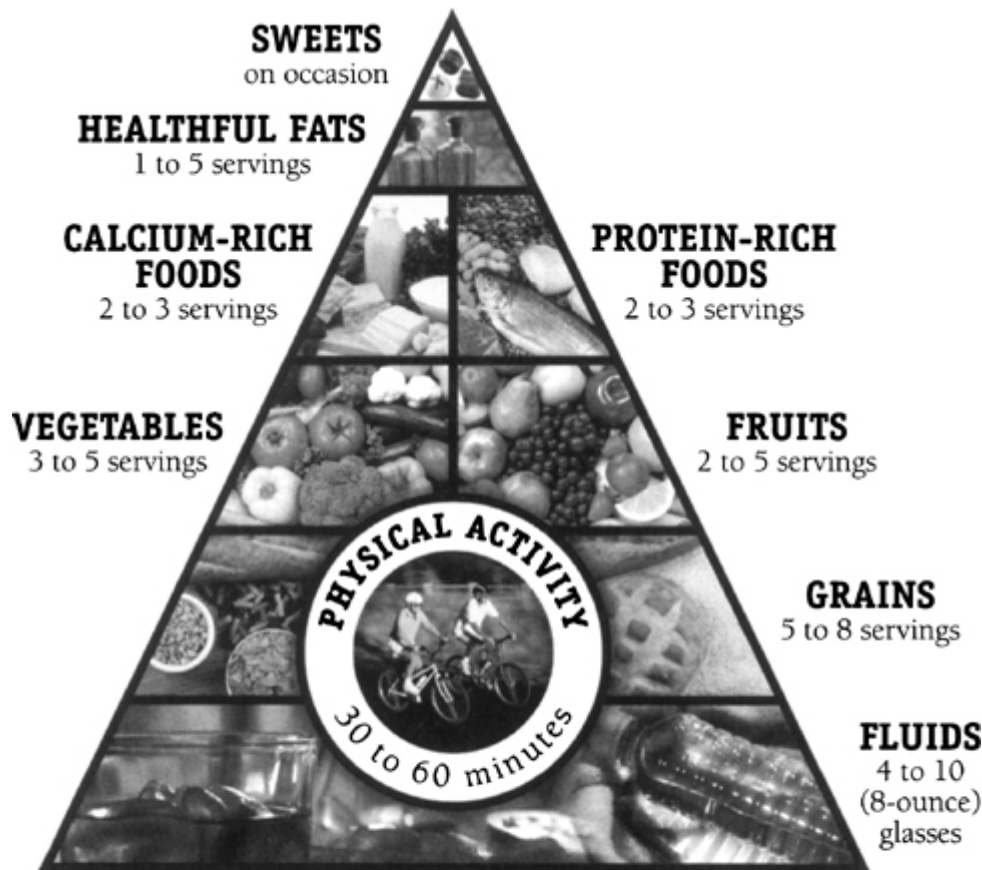 SWEETS
on occasion
HEALTHFUL FATS
1 to 5 servings
CALCIUM-RICH
FOODS
2 to 3 servings
PROTEIN-RICH
FOODS
2 to 3 servings
VEGETABLES
3 to 5 servings
FRUITS
2 to 5 servings
PHYSICAL ACTIVITY
30 to 60 minutes
GRAINS
5 to 8 servings
FLUIDS
4 to 10
(8-ounce)
glasses